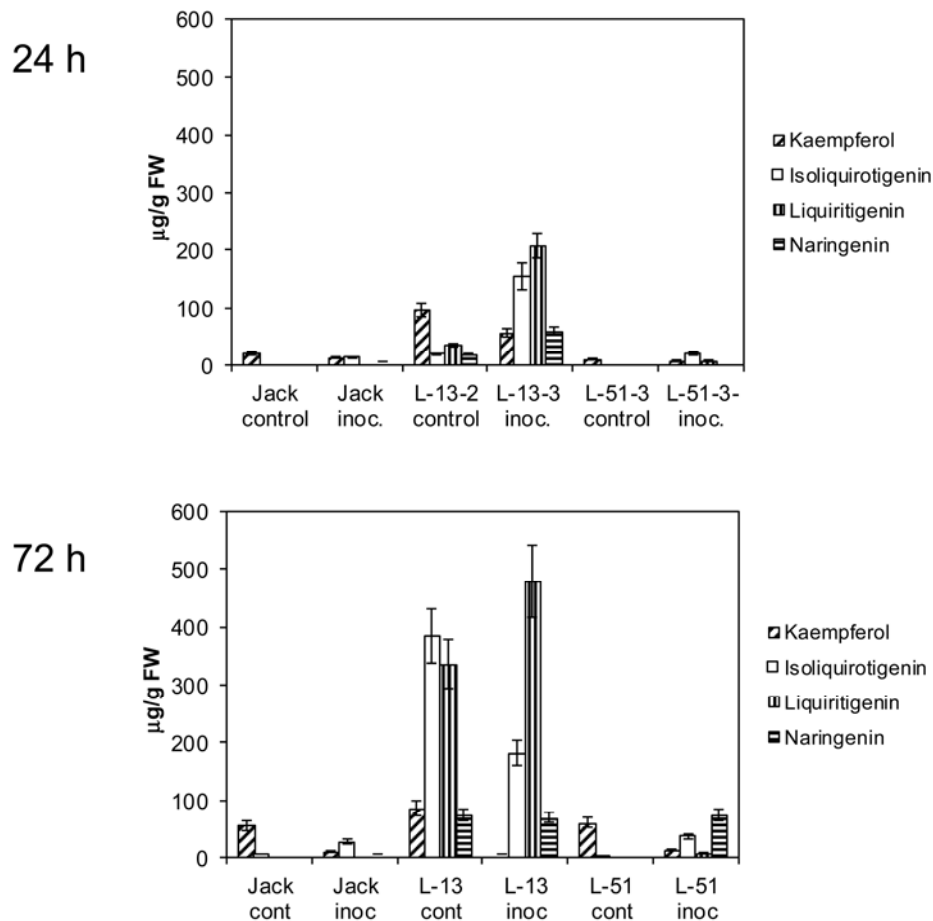 24 h
600
500
400
300
200
100
0
µg/g FW
Jack control
Jack inoc.
L-13-2 control
L-13-3 inoc.
L-51-3 control
L-51-3- inoc.
Kaempferol
Isoliquirotigenin
Liquiritigenin
Naringenin
72 h
600
500
400
300
200
100
0
µg/g FW
Jack cont
Jack inoc
L-13 cont
L-13 inoc
L-51 cont
L-51 inoc
Kaempferol
Isoliquirotigenin
Liquiritigenin
Naringenin